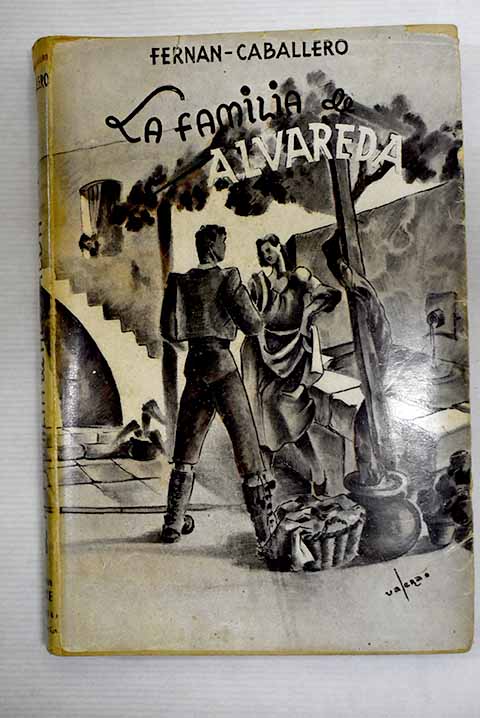 FERNAN-CABALLERO
LA FAMILIA de
ALVAREDA
valero